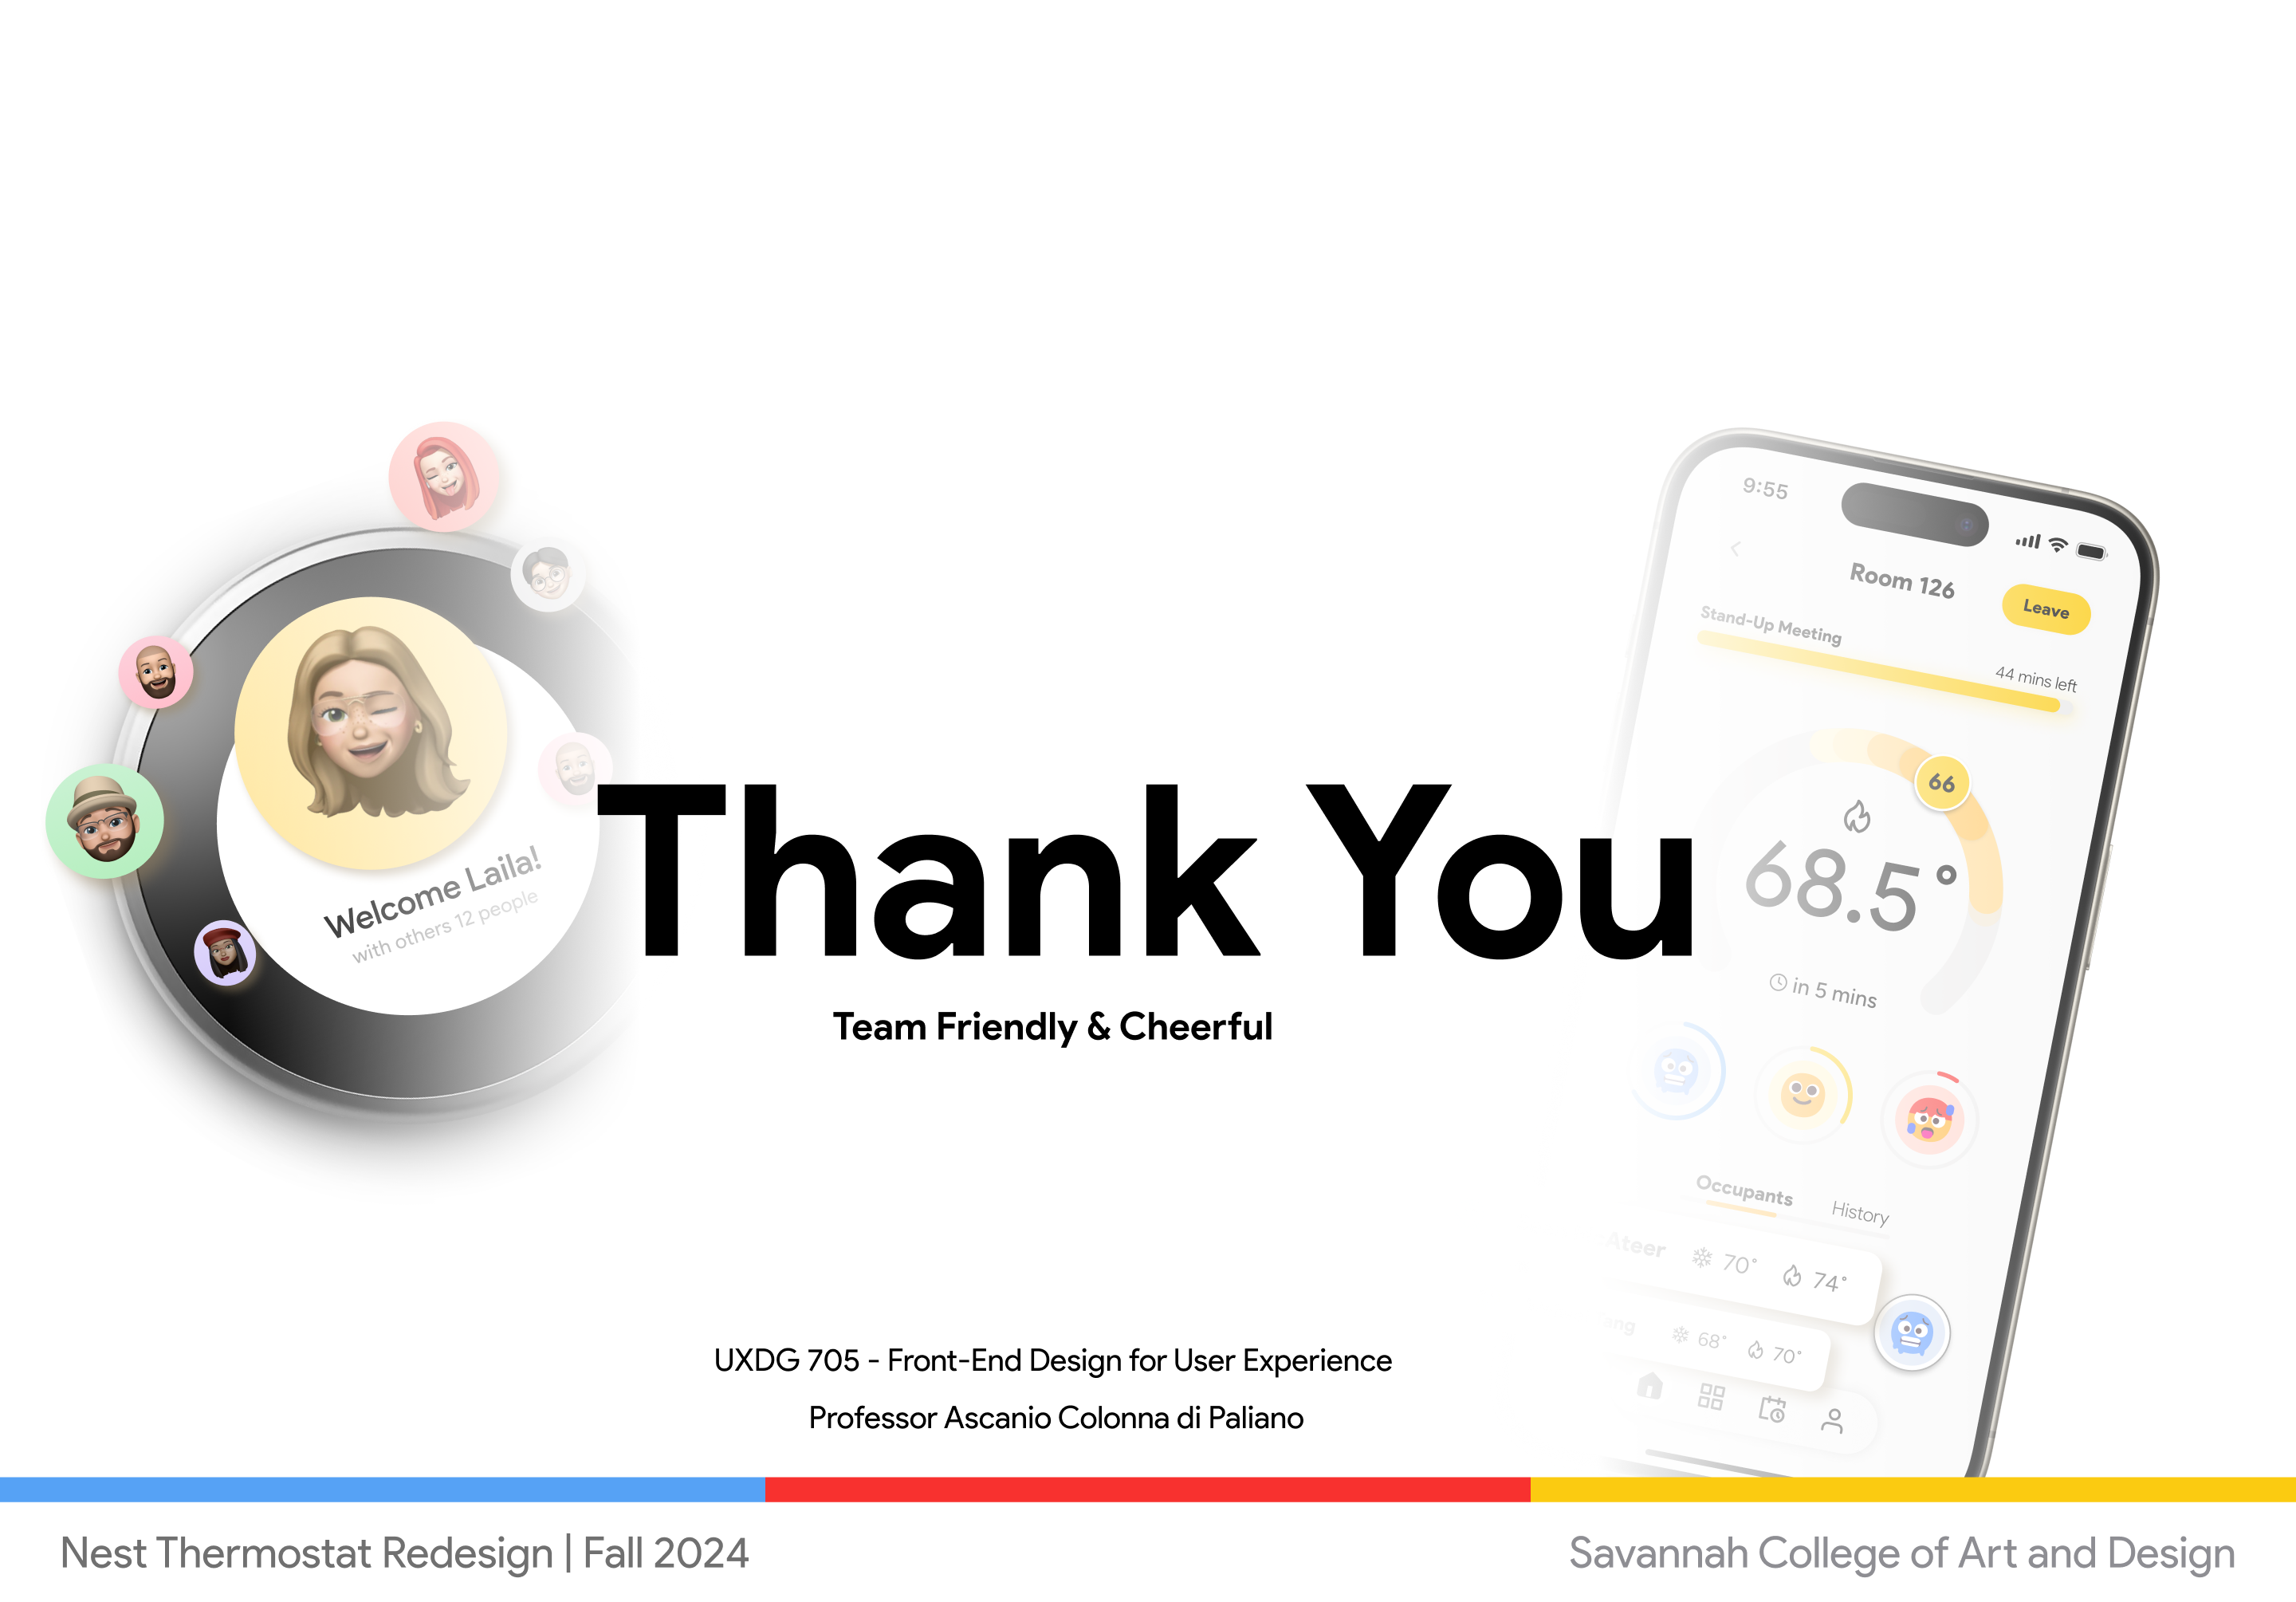 Welcome Laila!
with others 12 people
Thank You
Team Friendly & Cheerful
UXDG 705 - Front-End Design for User Experience
Professor Ascanio Colonna di Paliano
9:55
Room 126
Leave
Stand-Up Meeting
44 mins left
66
68.5°
in 5 mins
Occupants History
Ateer 70° 74°
68° 70°
Nest Thermostat Redesign | Fall 2024
Savannah College of Art and Design